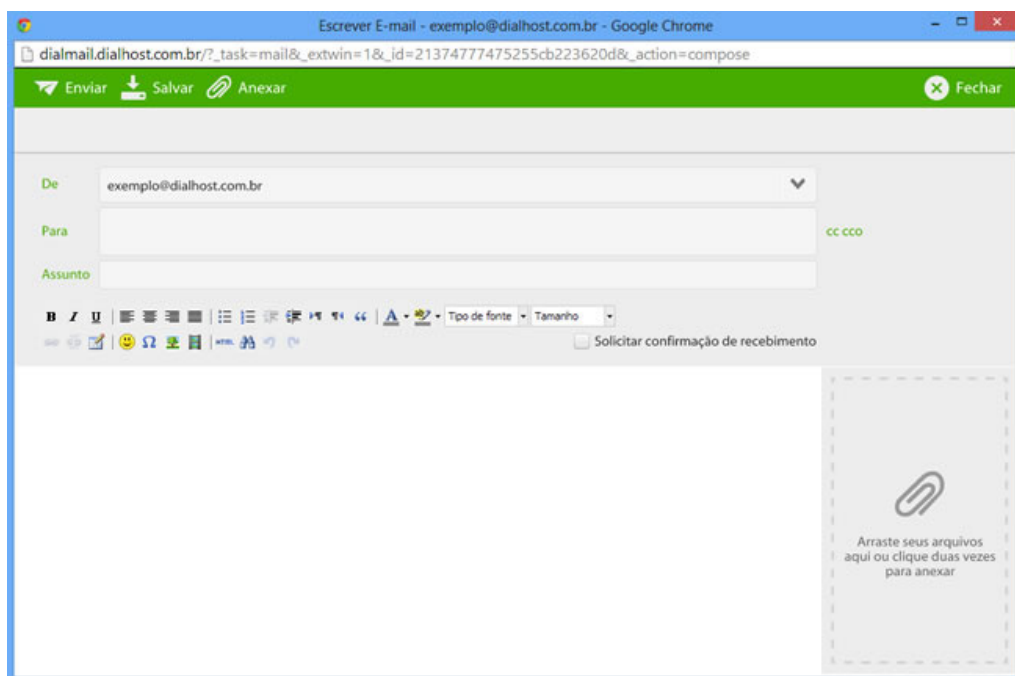 Escrever E-mail - exemplo@dialhost.com.br - Google Chrome
dialmail.dialhost.com.br/?_task=mail&_extwin=1&_id=21374777475255cb223620d&_action=compose
Enviar Salvar Anexar Fechar
De exemplo@dialhost.com.br
Para cc cco
Assunto
B I U A ab Tipo de fonte Tamanho
Ω HTML Solicitar confirmação de recebimento
Arraste seus arquivos
aqui ou clique duas vezes
para anexar